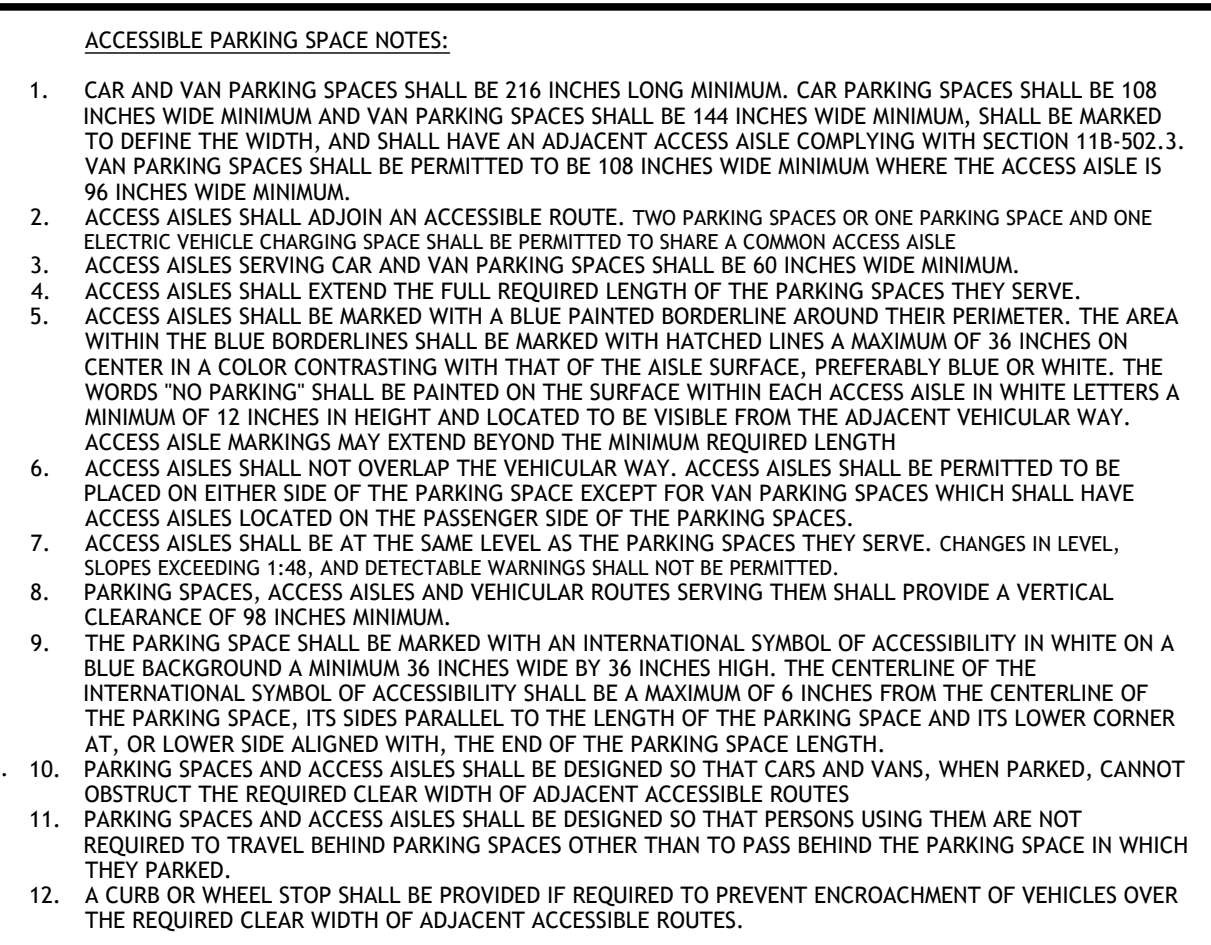 ACCESSIBLE PARKING SPACE NOTES:
1. CAR AND VAN PARKING SPACES SHALL BE 216 INCHES LONG MINIMUM. CAR PARKING SPACES SHALL BE 108
INCHES WIDE MINIMUM AND VAN PARKING SPACES SHALL BE 144 INCHES WIDE MINIMUM, SHALL BE MARKED
TO DEFINE THE WIDTH, AND SHALL HAVE AN ADJACENT ACCESS AISLE COMPLYING WITH SECTION 11B-502.3.
VAN PARKING SPACES SHALL BE PERMITTED TO BE 108 INCHES WIDE MINIMUM WHERE THE ACCESS AISLE IS
96 INCHES WIDE MINIMUM.
2. ACCESS AISLES SHALL ADJOIN AN ACCESSIBLE ROUTE. TWO PARKING SPACES OR ONE PARKING SPACE AND ONE
ELECTRIC VEHICLE CHARGING SPACE SHALL BE PERMITTED TO SHARE A COMMON ACCESS AISLE
3. ACCESS AISLES SERVING CAR AND VAN PARKING SPACES SHALL BE 60 INCHES WIDE MINIMUM.
4. ACCESS AISLES SHALL EXTEND THE FULL REQUIRED LENGTH OF THE PARKING SPACES THEY SERVE.
5. ACCESS AISLES SHALL BE MARKED WITH A BLUE PAINTED BORDERLINE AROUND THEIR PERIMETER. THE AREA
WITHIN THE BLUE BORDERLINES SHALL BE MARKED WITH HATCHED LINES A MAXIMUM OF 36 INCHES ON
CENTER IN A COLOR CONTRASTING WITH THAT OF THE AISLE SURFACE, PREFERABLY BLUE OR WHITE. THE
WORDS "NO PARKING" SHALL BE PAINTED ON THE SURFACE WITHIN EACH ACCESS AISLE IN WHITE LETTERS A
MINIMUM OF 12 INCHES IN HEIGHT AND LOCATED TO BE VISIBLE FROM THE ADJACENT VEHICULAR WAY.
ACCESS AISLE MARKINGS MAY EXTEND BEYOND THE MINIMUM REQUIRED LENGTH
6. ACCESS AISLES SHALL NOT OVERLAP THE VEHICULAR WAY. ACCESS AISLES SHALL BE PERMITTED TO BE
PLACED ON EITHER SIDE OF THE PARKING SPACE EXCEPT FOR VAN PARKING SPACES WHICH SHALL HAVE
ACCESS AISLES LOCATED ON THE PASSENGER SIDE OF THE PARKING SPACES.
7. ACCESS AISLES SHALL BE AT THE SAME LEVEL AS THE PARKING SPACES THEY SERVE. CHANGES IN LEVEL,
SLOPES EXCEEDING 1:48, AND DETECTABLE WARNINGS SHALL NOT BE PERMITTED.
8. PARKING SPACES, ACCESS AISLES AND VEHICULAR ROUTES SERVING THEM SHALL PROVIDE A VERTICAL
CLEARANCE OF 98 INCHES MINIMUM.
9. THE PARKING SPACE SHALL BE MARKED WITH AN INTERNATIONAL SYMBOL OF ACCESSIBILITY IN WHITE ON A
BLUE BACKGROUND A MINIMUM 36 INCHES WIDE BY 36 INCHES HIGH. THE CENTERLINE OF THE
INTERNATIONAL SYMBOL OF ACCESSIBILITY SHALL BE A MAXIMUM OF 6 INCHES FROM THE CENTERLINE OF
THE PARKING SPACE, ITS SIDES PARALLEL TO THE LENGTH OF THE PARKING SPACE AND ITS LOWER CORNER
AT, OR LOWER SIDE ALIGNED WITH, THE END OF THE PARKING SPACE LENGTH.
. 10. PARKING SPACES AND ACCESS AISLES SHALL BE DESIGNED SO THAT CARS AND VANS, WHEN PARKED, CANNOT
OBSTRUCT THE REQUIRED CLEAR WIDTH OF ADJACENT ACCESSIBLE ROUTES
11. PARKING SPACES AND ACCESS AISLES SHALL BE DESIGNED SO THAT PERSONS USING THEM ARE NOT
REQUIRED TO TRAVEL BEHIND PARKING SPACES OTHER THAN TO PASS BEHIND THE PARKING SPACE IN WHICH
THEY PARKED.
12. A CURB OR WHEEL STOP SHALL BE PROVIDED IF REQUIRED TO PREVENT ENCROACHMENT OF VEHICLES OVER
THE REQUIRED CLEAR WIDTH OF ADJACENT ACCESSIBLE ROUTES.